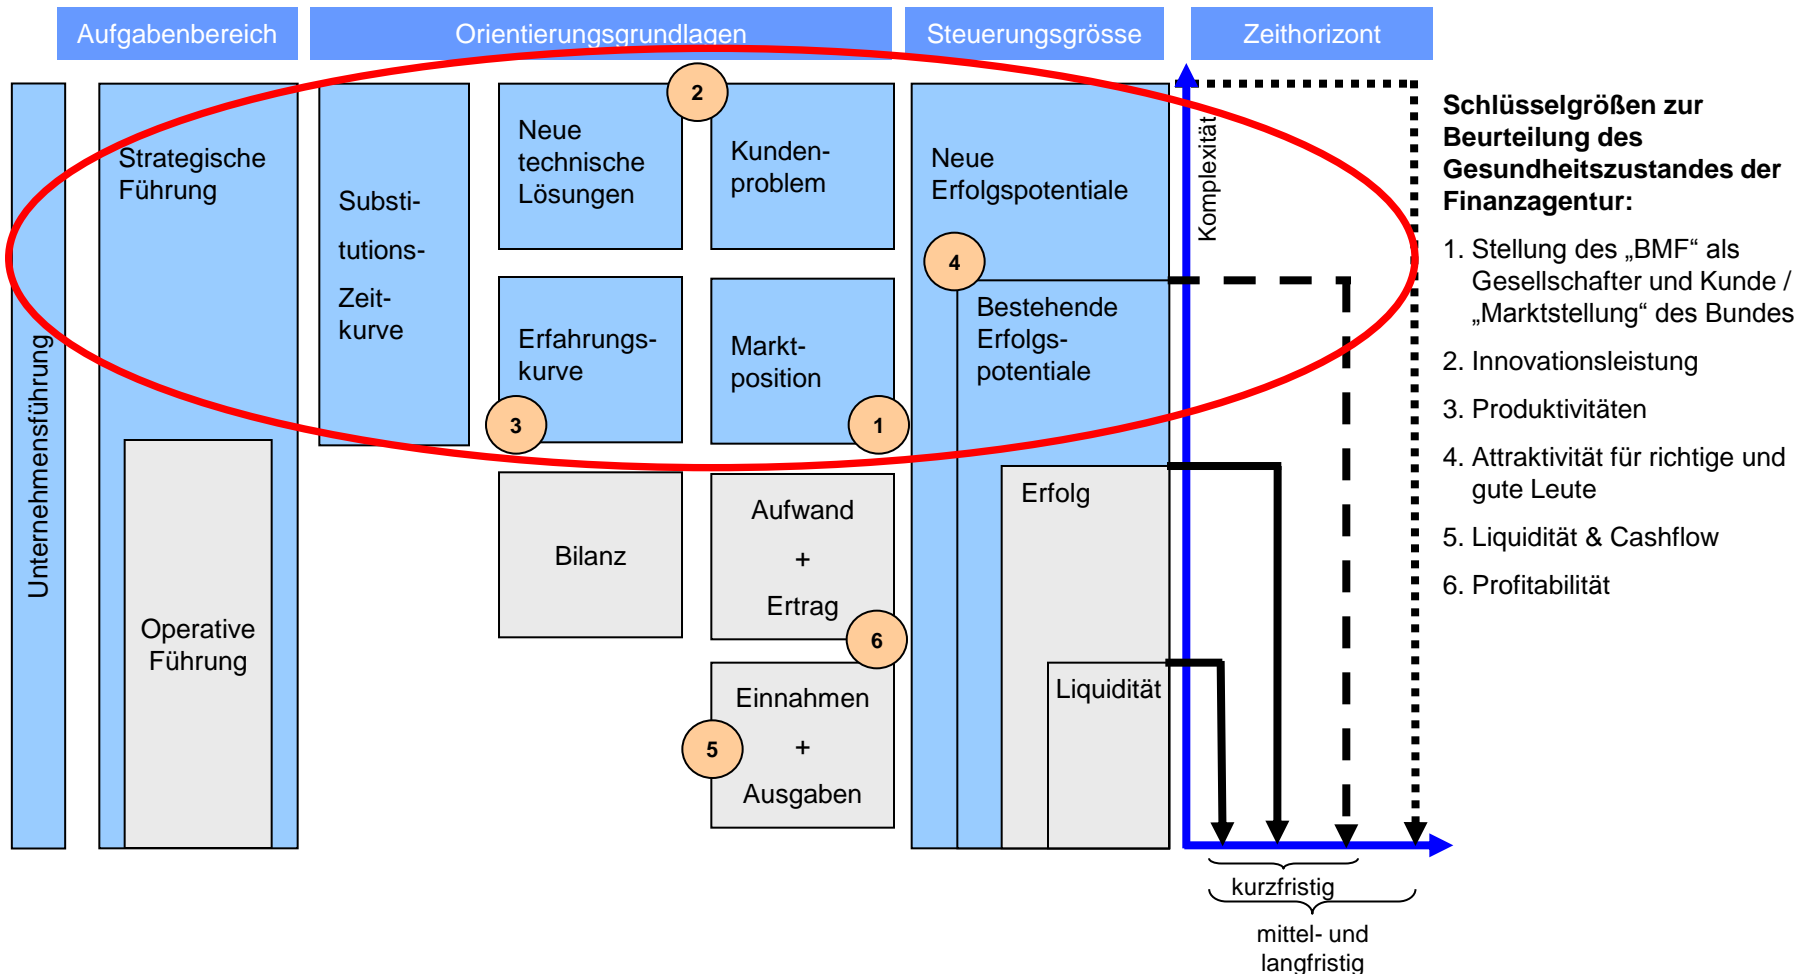 Aufgabenbereich
Orientierungsgrundlagen
Steuerungsgrösse
Zeithorizont
Unternehmensführung
Strategische
Führung
Operative
Führung
Substi-
tutions-
Zeit-
kurve
Neue
technische
Lösungen
2
Kunden-
problem
Erfahrungs-
kurve
3
Markt-
position
1
Bilanz
Aufwand
+
Ertrag
6
Einnahmen
+
Ausgaben
5
Neue
Erfolgspotentiale
4
Bestehende
Erfolgs-
potentiale
Erfolg
Liquidität
Komplexität
kurzfristig
mittel- und
langfristig
Schlüsselgrößen zur
Beurteilung des
Gesundheitszustandes der
Finanzagentur:
1. Stellung des „BMF“ als
Gesellschafter und Kunde /
„Marktstellung“ des Bundes
2. Innovationsleistung
3. Produktivitäten
4. Attraktivität für richtige und
gute Leute
5. Liquidität & Cashflow
6. Profitabilität